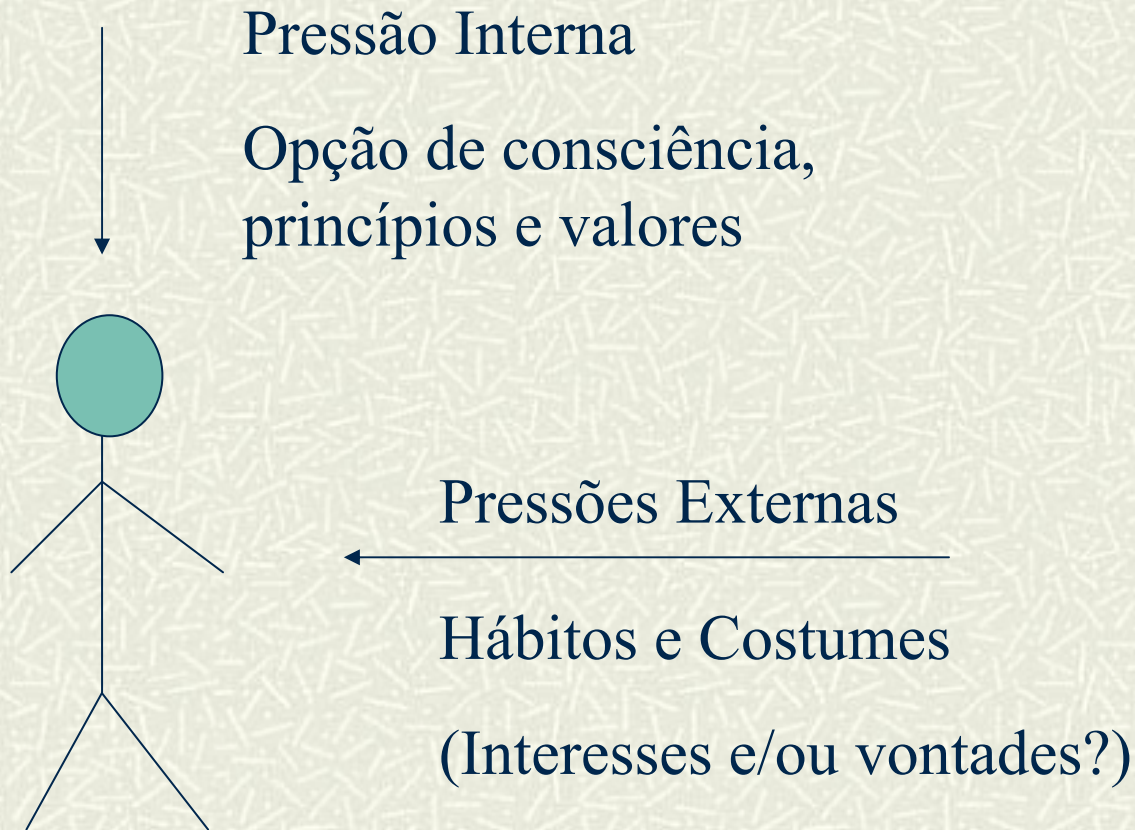 Pressão Interna
Opção de consciência,
princípios e valores
Pressões Externas
Hábitos e Costumes
(Interesses e/ou vontades?)